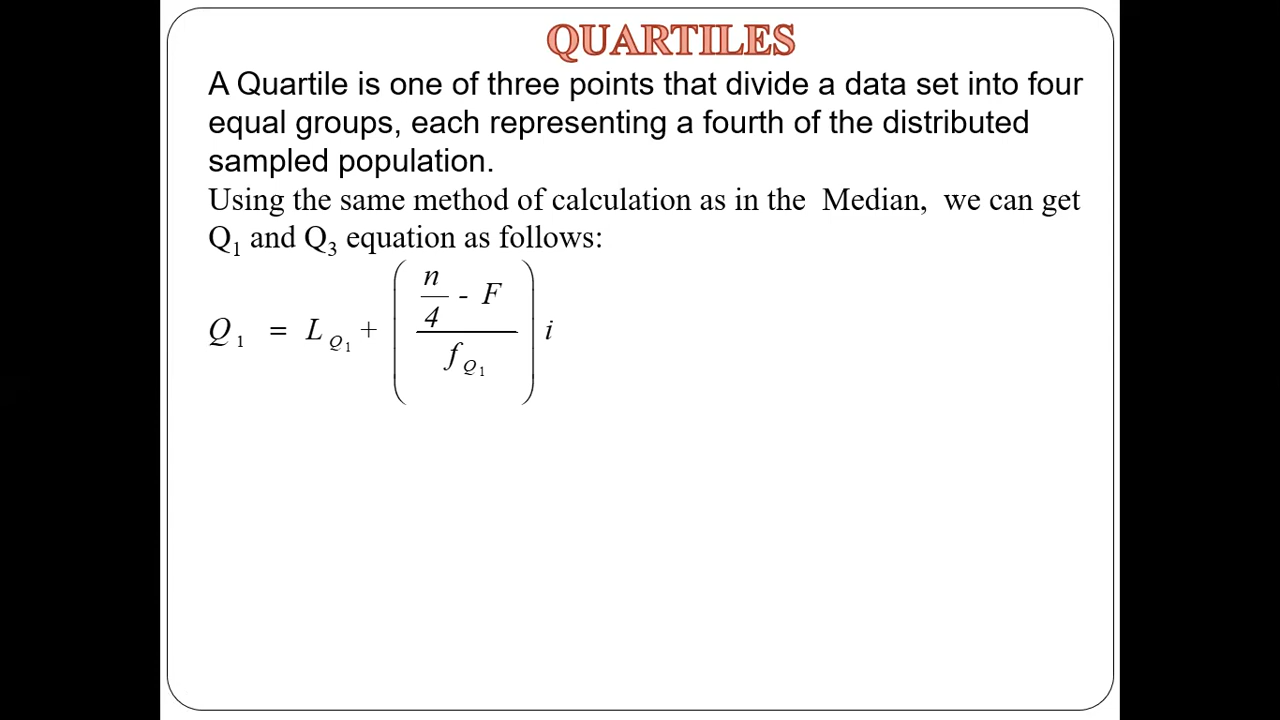 QUARTILES
A Quartile is one of three points that divide a data set into four
equal groups, each representing a fourth of the distributed
sampled population.
Using the same method of calculation as in the Median, we can get
Q₁ and Q₃ equation as follows:
Q₁ = L_Q₁ + ( (n/4 - F) / f_Q₁ ) i